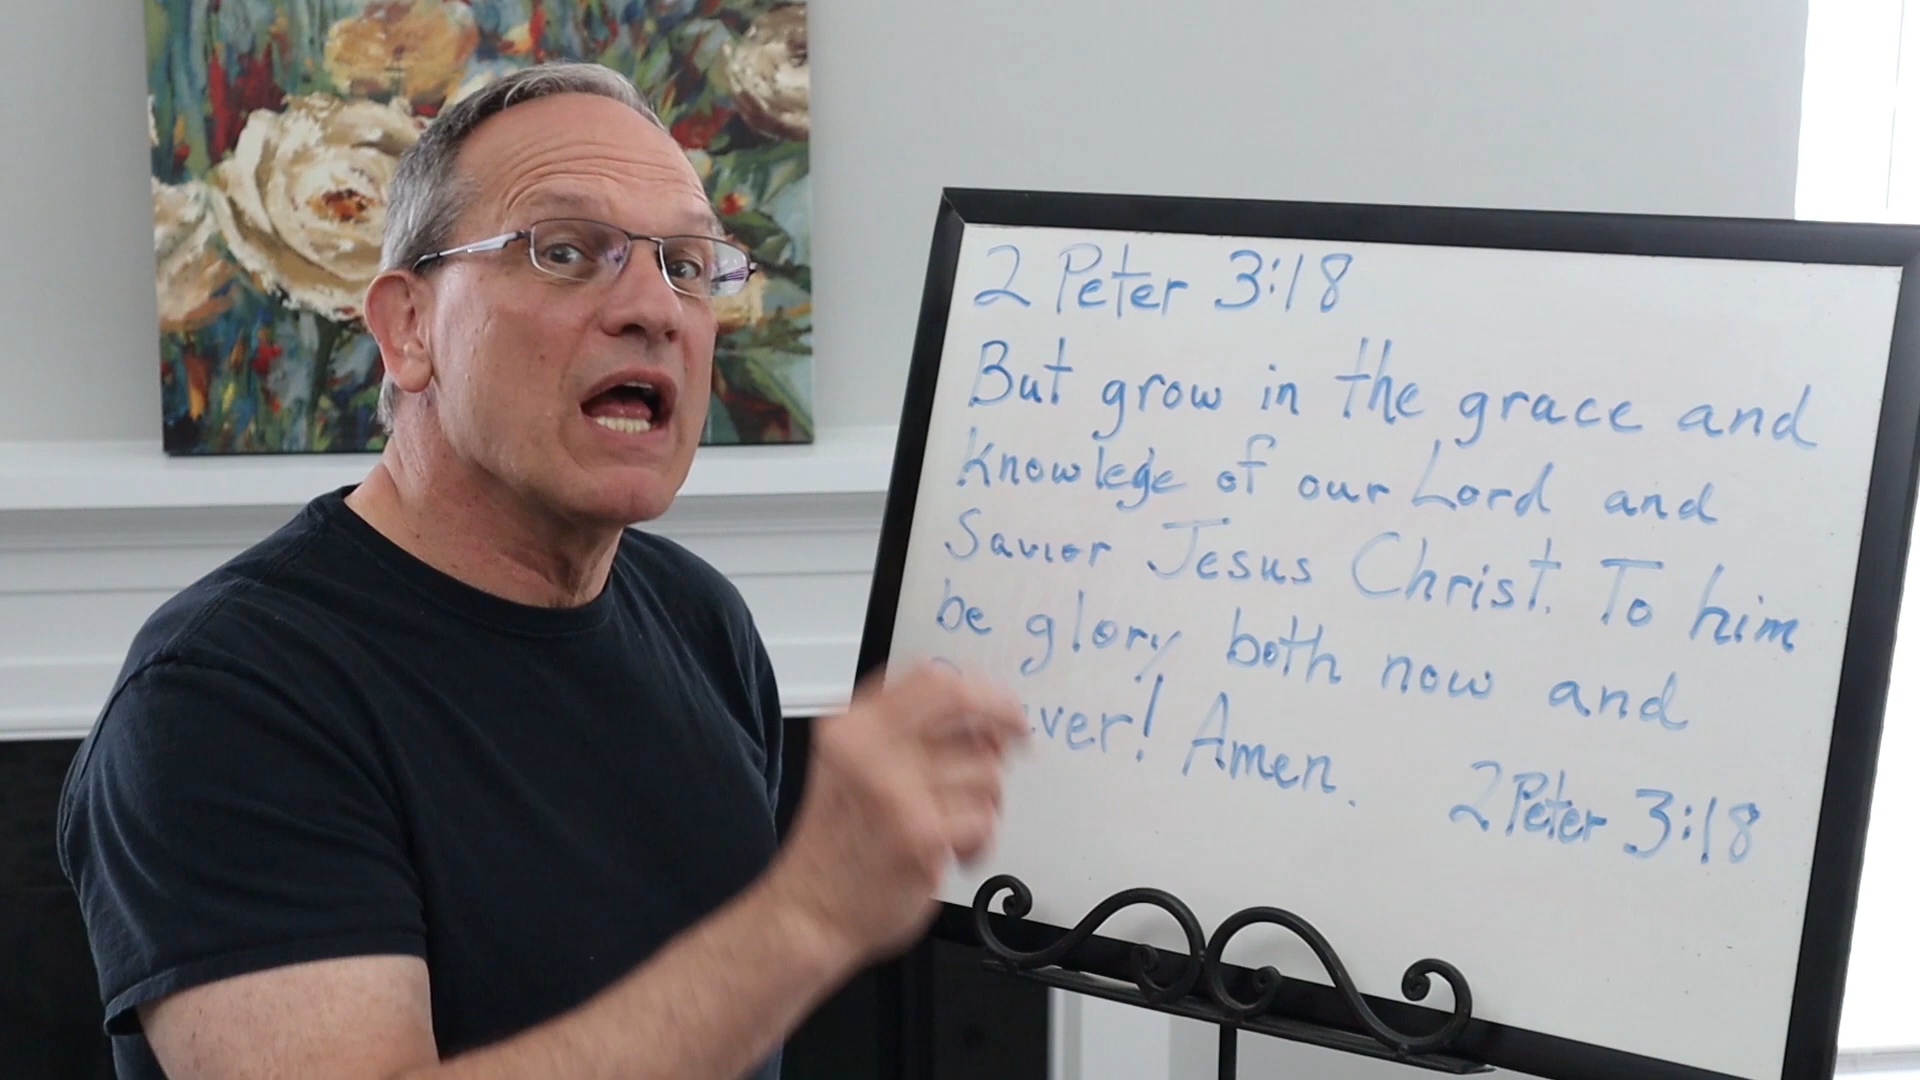 2 Peter 3:18
But grow in the grace and
Knowlege of our Lord and
Savior Jesus Christ. To him
be glory both now and
ver! Amen. 2 Peter 3:18